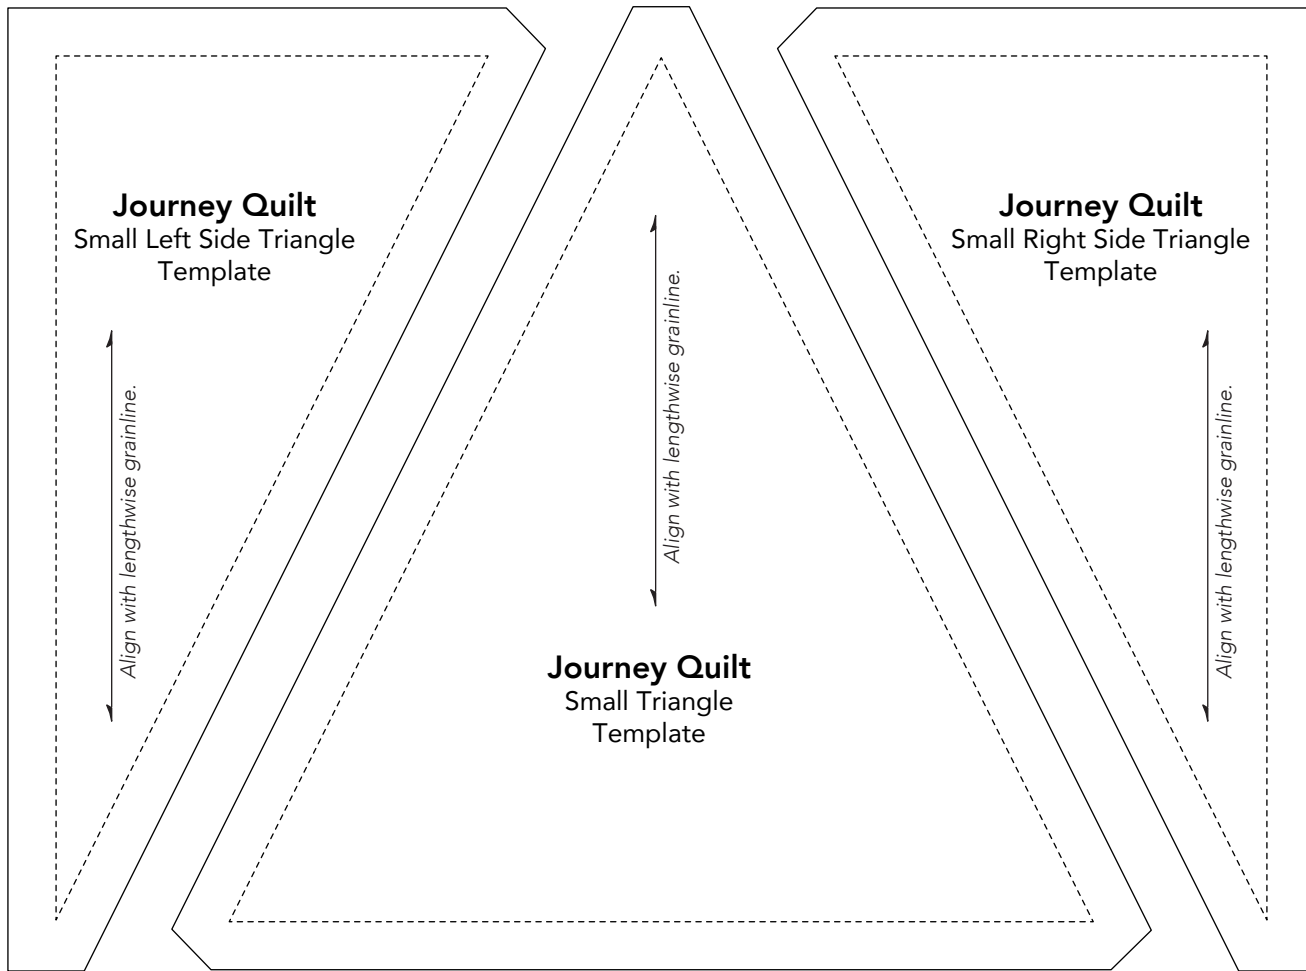 Journey Quilt
Small Left Side Triangle
Template
Align with lengthwise grainline.
Align with lengthwise grainline.
Journey Quilt
Small Triangle
Template
Journey Quilt
Small Right Side Triangle
Template
Align with lengthwise grainline.